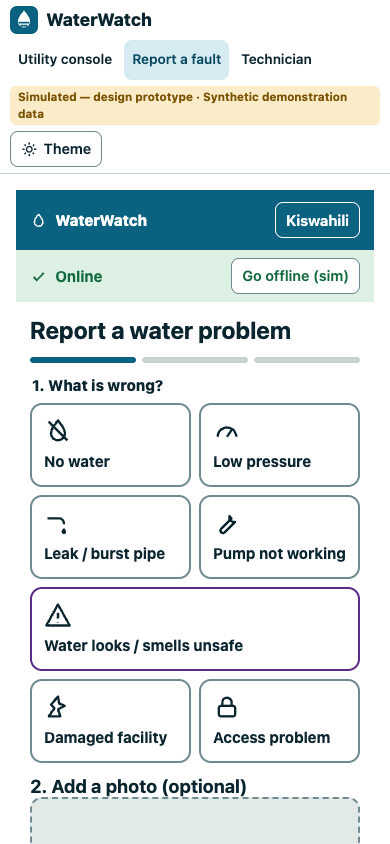 WaterWatch
Utility console
Report a fault
Technician
Simulated — design prototype · Synthetic demonstration
data
Theme
WaterWatch
Kiswahili
Online
Go offline (sim)
Report a water problem
1. What is wrong?
No water
Low pressure
Leak / burst pipe
Pump not working
Water looks / smells unsafe
Damaged facility
Access problem
2. Add a photo (optional)